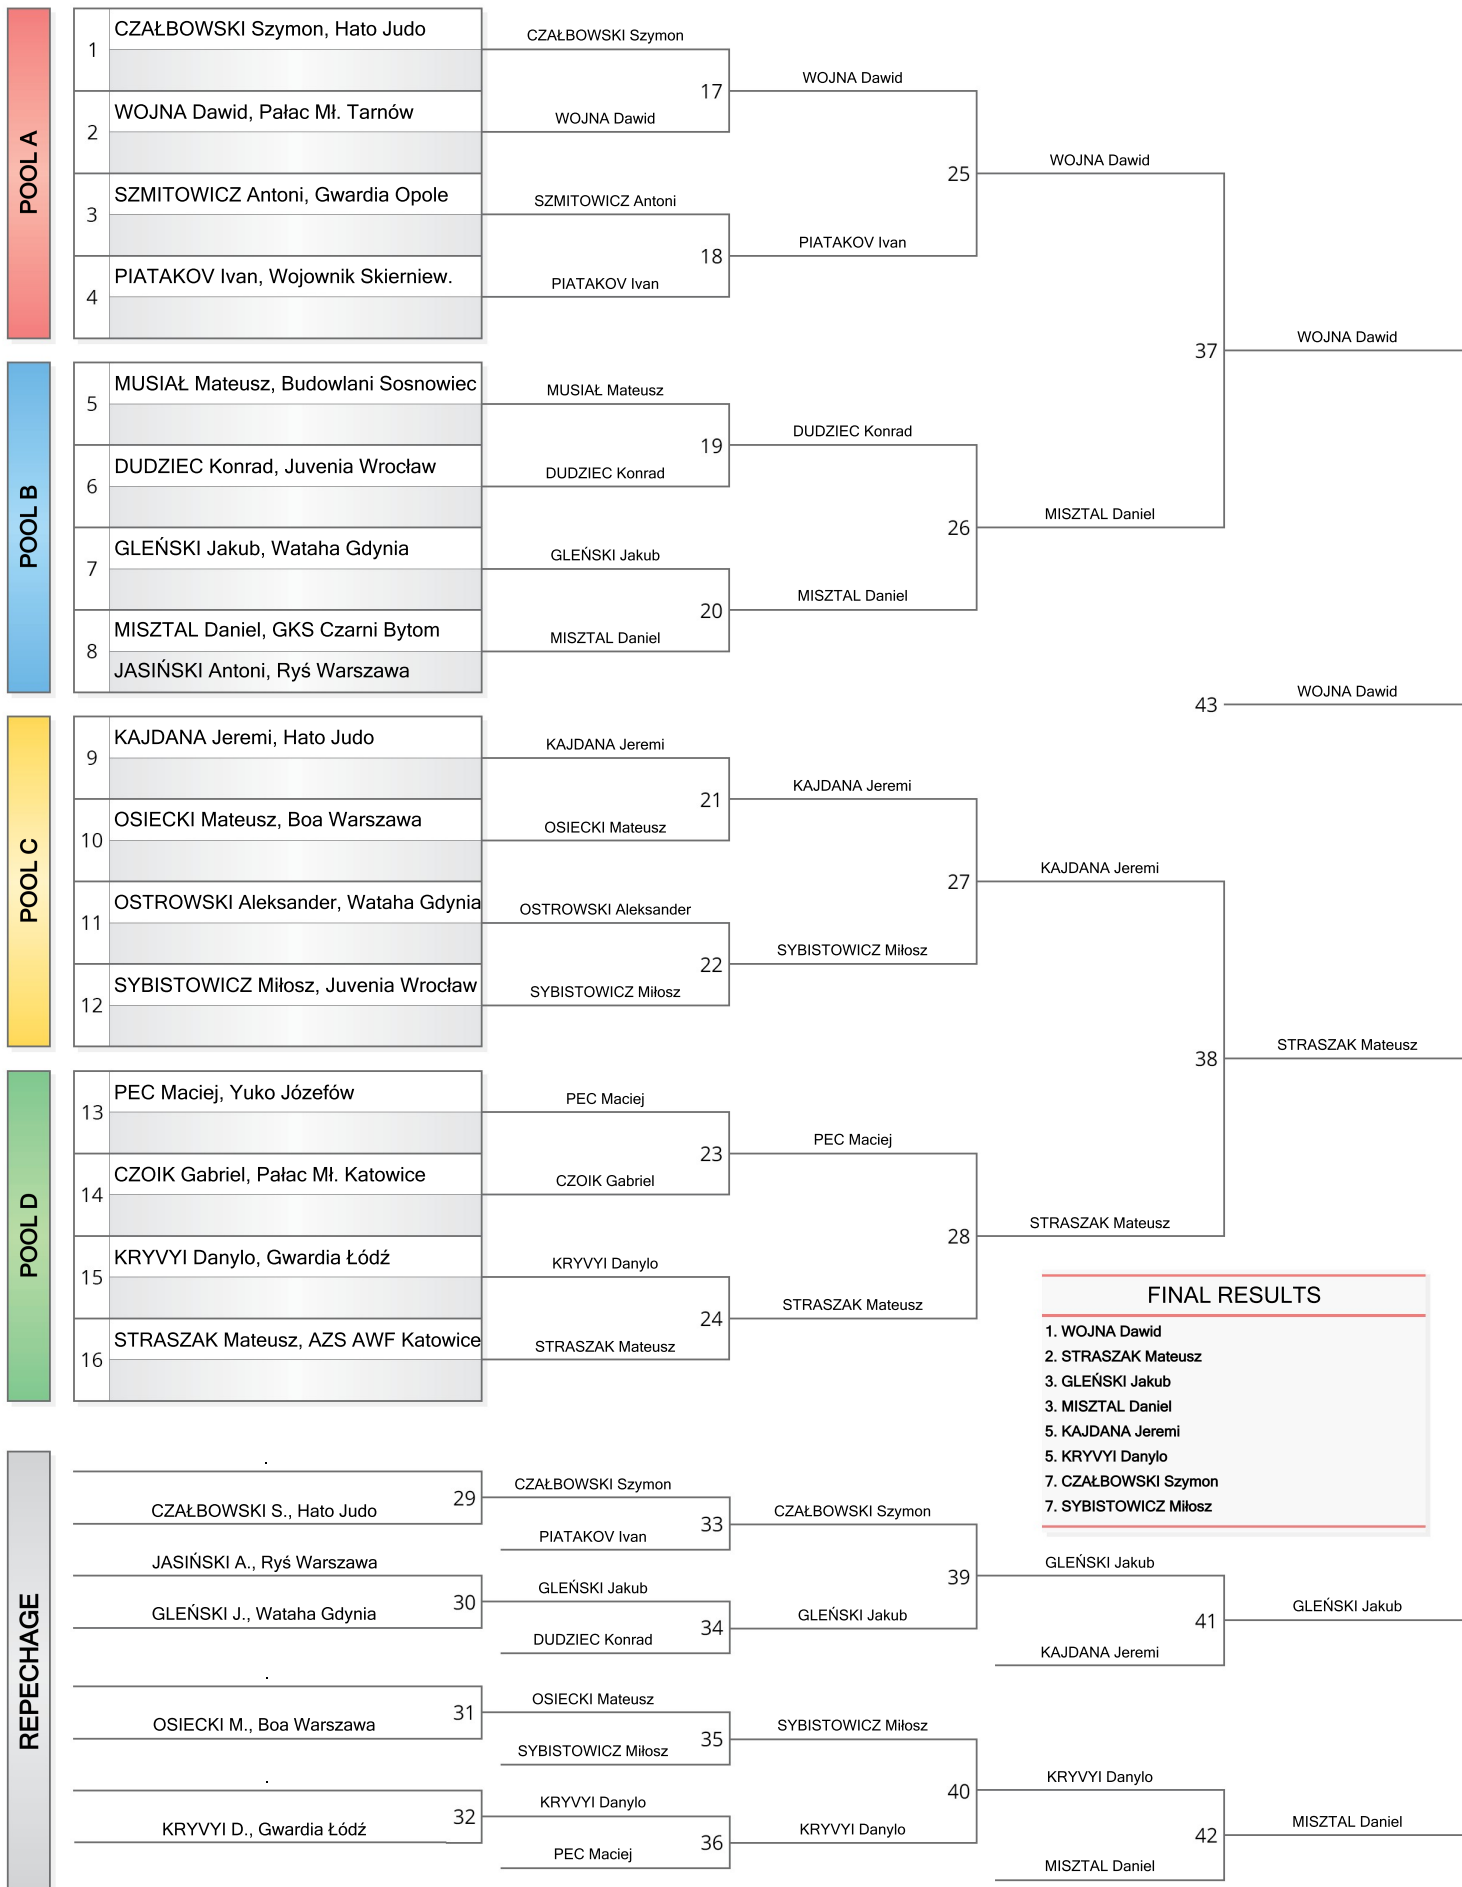 POOL A
1
CZAŁBOWSKI Szymon, Hato Judo
2
WOJNA Dawid, Pałac Mł. Tarnów
3
SZMITOWICZ Antoni, Gwardia Opole
4
PIATAKOV Ivan, Wojownik Skierniew.
CZAŁBOWSKI Szymon
17
WOJNA Dawid
SZMITOWICZ Antoni
18
PIATAKOV Ivan
WOJNA Dawid
25
PIATAKOV Ivan
WOJNA Dawid
POOL B
5
MUSIAŁ Mateusz, Budowlani Sosnowiec
6
DUDZIEC Konrad, Juvenia Wrocław
7
GLEŃSKI Jakub, Wataha Gdynia
8
MISZTAL Daniel, GKS Czarni Bytom
JASIŃSKI Antoni, Ryś Warszawa
MUSIAŁ Mateusz
19
DUDZIEC Konrad
GLEŃSKI Jakub
20
MISZTAL Daniel
DUDZIEC Konrad
26
MISZTAL Daniel
MISZTAL Daniel
37
WOJNA Dawid
43
WOJNA Dawid
POOL C
9
KAJDANA Jeremi, Hato Judo
10
OSIECKI Mateusz, Boa Warszawa
11
OSTROWSKI Aleksander, Wataha Gdynia
12
SYBISTOWICZ Miłosz, Juvenia Wrocław
KAJDANA Jeremi
21
OSIECKI Mateusz
OSTROWSKI Aleksander
22
SYBISTOWICZ Miłosz
KAJDANA Jeremi
27
SYBISTOWICZ Miłosz
KAJDANA Jeremi
POOL D
13
PEC Maciej, Yuko Józefów
14
CZOIK Gabriel, Pałac Mł. Katowice
15
KRYVYI Danylo, Gwardia Łódź
16
STRASZAK Mateusz, AZS AWF Katowice
PEC Maciej
23
CZOIK Gabriel
KRYVYI Danylo
24
STRASZAK Mateusz
PEC Maciej
28
STRASZAK Mateusz
STRASZAK Mateusz
38
STRASZAK Mateusz
FINAL RESULTS
1. WOJNA Dawid
2. STRASZAK Mateusz
3. GLEŃSKI Jakub
3. MISZTAL Daniel
5. KAJDANA Jeremi
5. KRYVYI Danylo
7. CZAŁBOWSKI Szymon
7. SYBISTOWICZ Miłosz
REPECHAGE
.
29
CZAŁBOWSKI S., Hato Judo
JASIŃSKI A., Ryś Warszawa
30
GLEŃSKI J., Wataha Gdynia
.
31
OSIECKI M., Boa Warszawa
.
32
KRYVYI D., Gwardia Łódź
CZAŁBOWSKI Szymon
33
PIATAKOV Ivan
GLEŃSKI Jakub
34
DUDZIEC Konrad
OSIECKI Mateusz
35
SYBISTOWICZ Miłosz
KRYVYI Danylo
36
PEC Maciej
CZAŁBOWSKI Szymon
39
GLEŃSKI Jakub
SYBISTOWICZ Miłosz
40
KRYVYI Danylo
GLEŃSKI Jakub
41
KAJDANA Jeremi
KRYVYI Danylo
42
MISZTAL Daniel
GLEŃSKI Jakub
MISZTAL Daniel